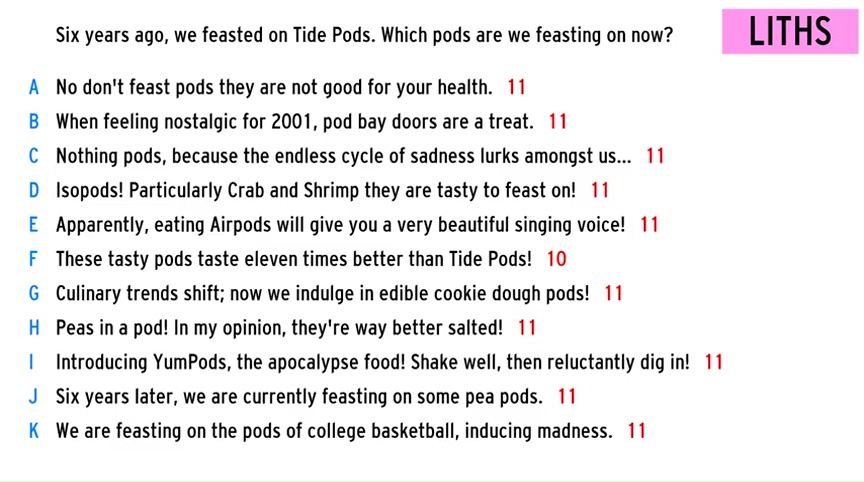 Six years ago, we feasted on Tide Pods. Which pods are we feasting on now?
LITHS
A No don't feast pods they are not good for your health. 11
B When feeling nostalgic for 2001, pod bay doors are a treat. 11
C Nothing pods, because the endless cycle of sadness lurks amongst us... 11
D Isopods! Particularly Crab and Shrimp they are tasty to feast on! 11
E Apparently, eating Airpods will give you a very beautiful singing voice! 11
F These tasty pods taste eleven times better than Tide Pods! 10
G Culinary trends shift; now we indulge in edible cookie dough pods! 11
H Peas in a pod! In my opinion, they're way better salted! 11
I Introducing YumPods, the apocalypse food! Shake well, then reluctantly dig in! 11
J Six years later, we are currently feasting on some pea pods. 11
K We are feasting on the pods of college basketball, inducing madness. 11